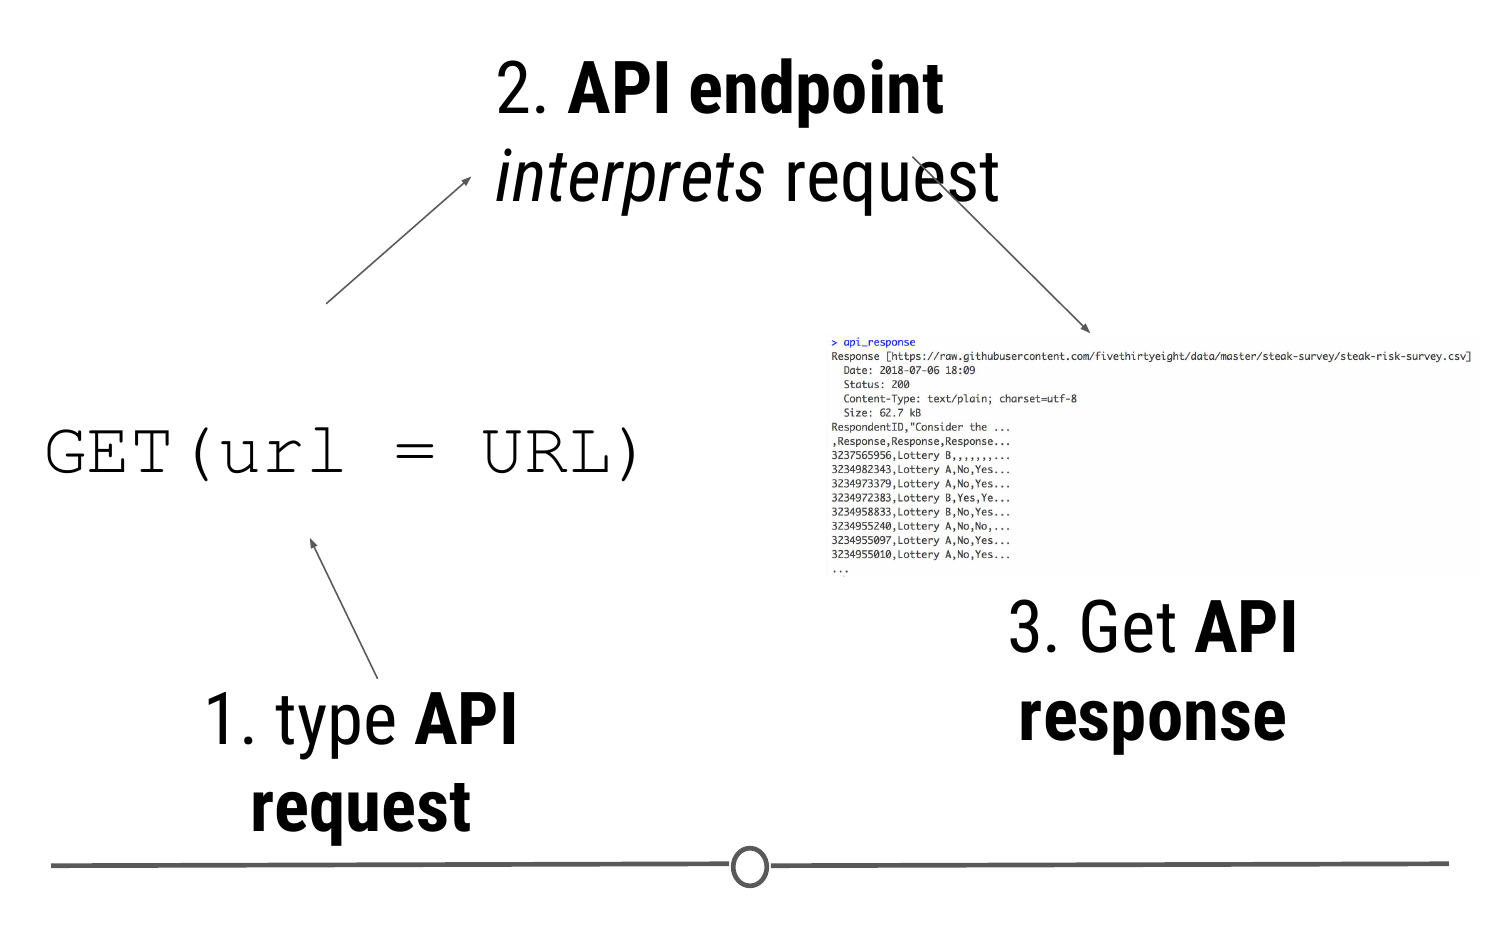 2. API endpoint
interprets request
GET(url = URL)
1. type API
request
> api_response
Response [https://raw.githubusercontent.com/fivethirtyeight/data/master/steak-survey/steak-risk-survey.csv]
Date: 2018-07-06 18:09
Status: 200
Content-Type: text/plain; charset=utf-8
Size: 62.7 kB
RespondentID,"Consider the ...
,Response,Response,Response...
3237565956,Lottery B,,,,,,,...
3234982343,Lottery A,No,Yes...
3234973379,Lottery A,No,Yes...
3234972383,Lottery B,Yes,Ye...
3234958833,Lottery B,No,Yes...
3234955240,Lottery A,No,No,...
3234955097,Lottery A,No,Yes...
3234955010,Lottery A,No,Yes...
...
3. Get API
response